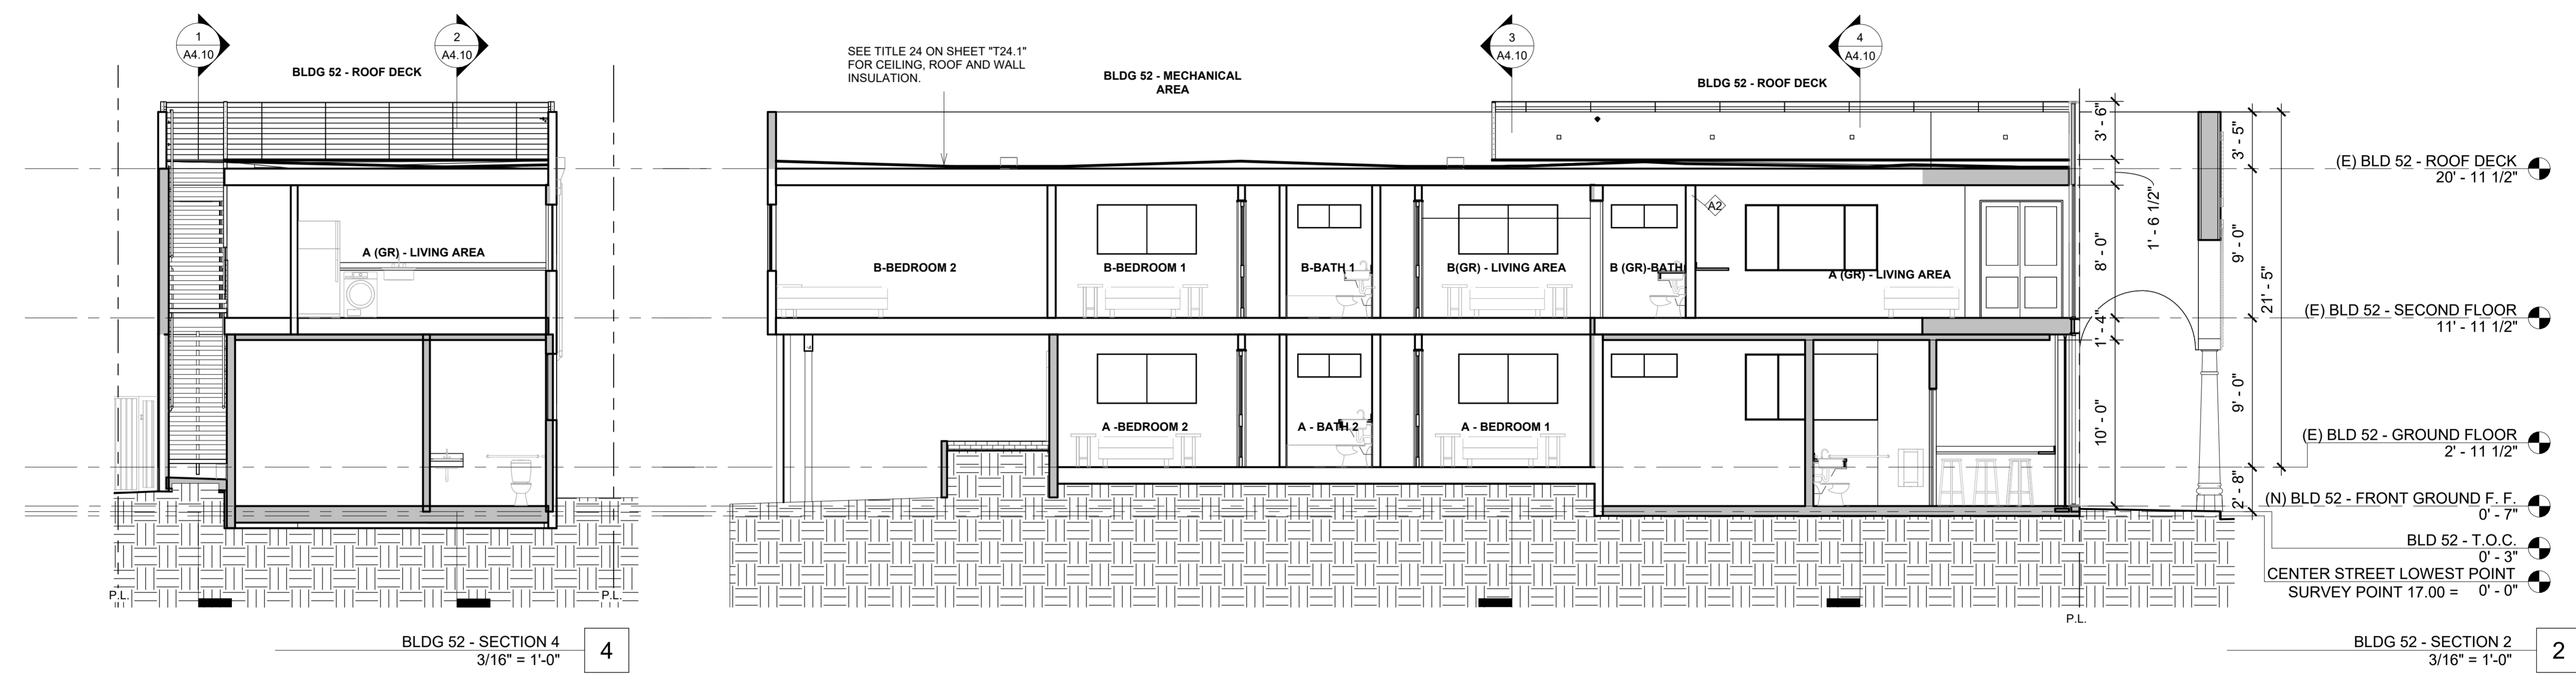 1
A4.10
2
A4.10
BLDG 52 - ROOF DECK
A (GR) - LIVING AREA
P.L.
P.L.
BLDG 52 - SECTION 4
3/16" = 1'-0"
4
SEE TITLE 24 ON SHEET "T24.1"
FOR CEILING, ROOF AND WALL
INSULATION.
BLDG 52 - MECHANICAL
AREA
3
A4.10
4
A4.10
BLDG 52 - ROOF DECK
A2
B-BEDROOM 2
B-BEDROOM 1
B-BATH 1
B(GR) - LIVING AREA
B (GR)-BATH
A (GR) - LIVING AREA
A -BEDROOM 2
A - BATH 2
A - BEDROOM 1
3' - 6"
1' - 6 1/2"
8' - 0"
1' - 4"
10' - 0"
3' - 5"
9' - 0"
9' - 0"
2' - 8"
21' - 5"
(E) BLD 52 - ROOF DECK
20' - 11 1/2"
(E) BLD 52 - SECOND FLOOR
11' - 11 1/2"
(E) BLD 52 - GROUND FLOOR
2' - 11 1/2"
(N) BLD 52 - FRONT GROUND F. F.
0' - 7"
BLD 52 - T.O.C.
0' - 3"
CENTER STREET LOWEST POINT
SURVEY POINT 17.00 = 0' - 0"
P.L.
BLDG 52 - SECTION 2
3/16" = 1'-0"
2